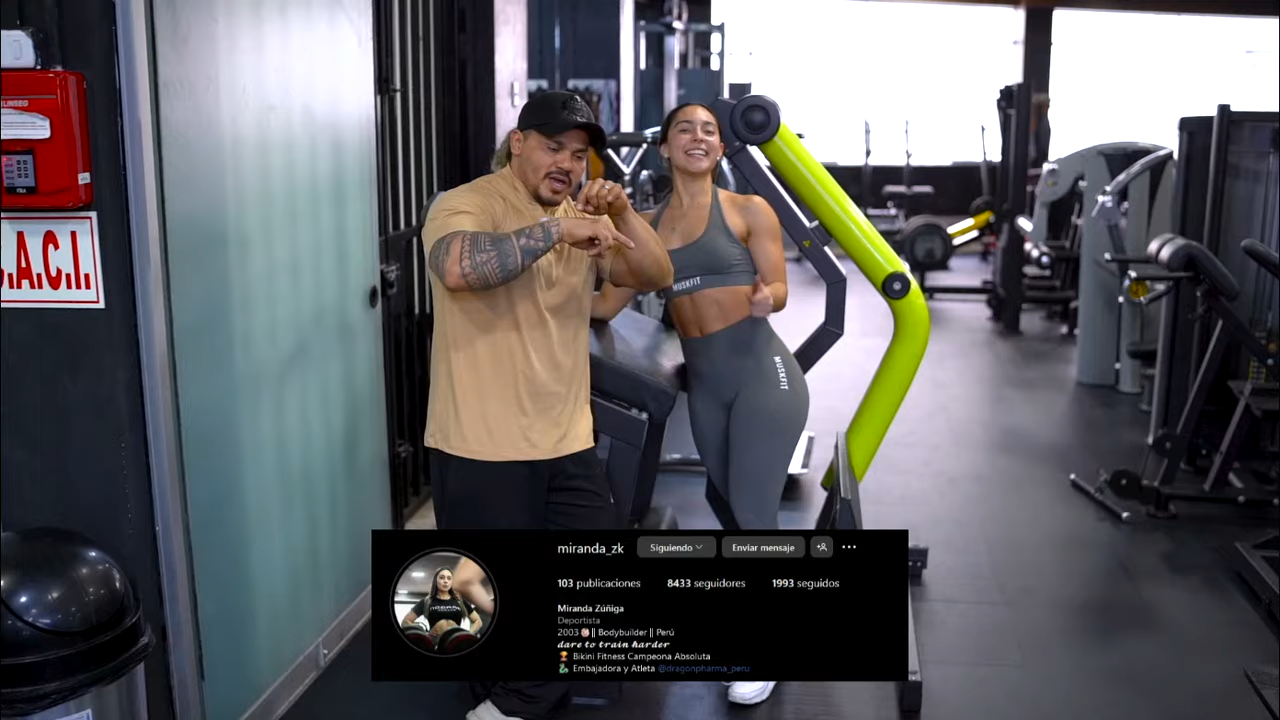 LINSEG
.A.C.I.
MUSKFIT
MUSKFIT
miranda_zk
Siguiendo
Enviar mensaje
103 publicaciones
8433 seguidores
1993 seguidos
Miranda Zúñiga
Deportista
2003 || Bodybuilder || Perú
dare to train harder
Bikini Fitness Campeona Absoluta
Embajadora y Atleta @dragonpharma_peru